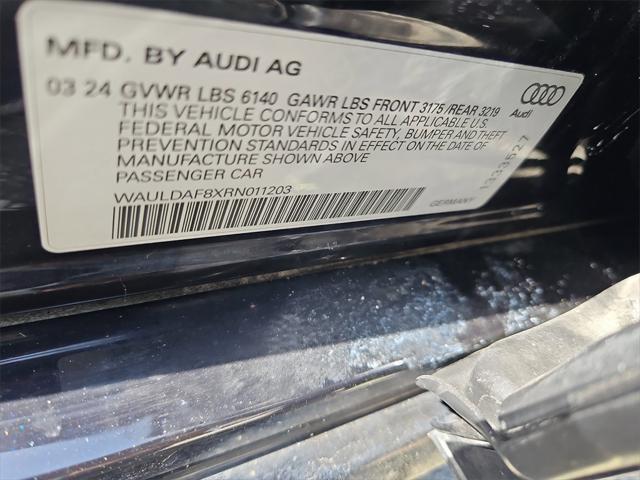 MFD. BY AUDI AG
03 24 GVWR LBS 6140 GAWR LBS FRONT 3175/REAR 3219
THIS VEHICLE CONFORMS TO ALL APPLICABLE U.S.
FEDERAL MOTOR VEHICLE SAFETY, BUMPER AND THEFT
PREVENTION STANDARDS IN EFFECT ON THE DATE OF
MANUFACTURE SHOWN ABOVE
PASSENGER CAR
WAULDAF8XRN011203
GERMANY
Audi
1333527